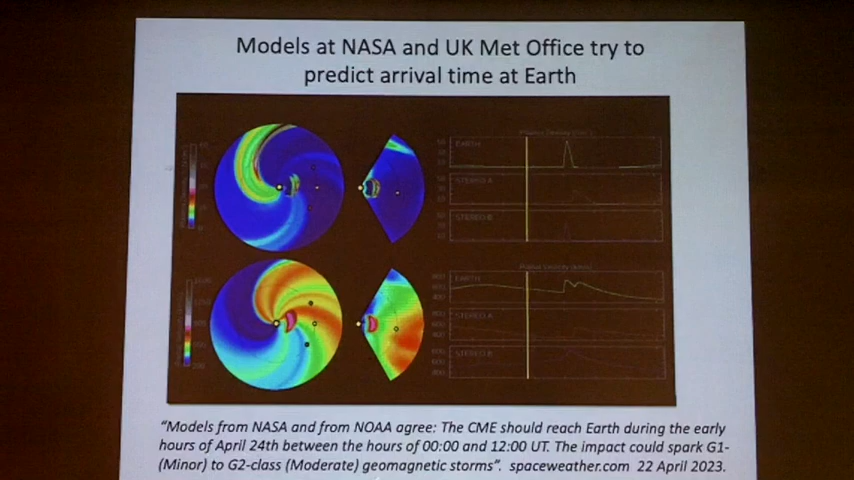 Models at NASA and UK Met Office try to
predict arrival time at Earth
EARTH
STEREO A
STEREO B
EARTH
STEREO A
STEREO B
“Models from NASA and from NOAA agree: The CME should reach Earth during the early
hours of April 24th between the hours of 00:00 and 12:00 UT. The impact could spark G1-
(Minor) to G2-class (Moderate) geomagnetic storms”. spaceweather.com 22 April 2023.